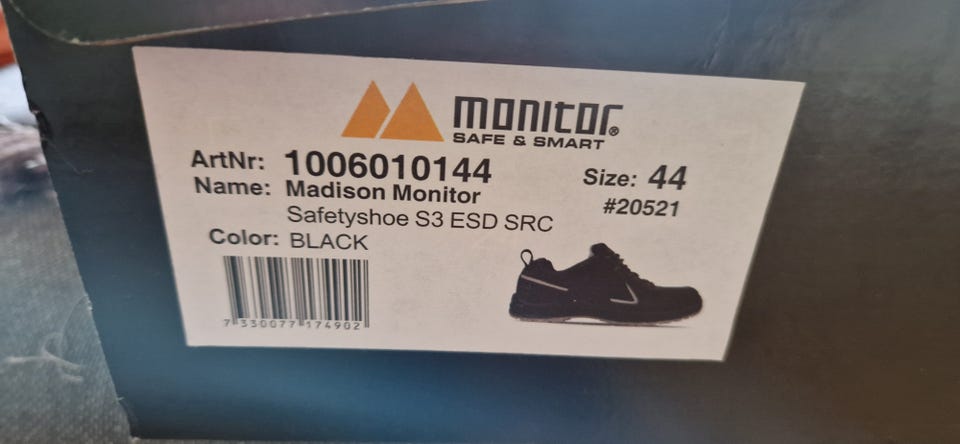 monitor®
SAFE & SMART
ArtNr: 1006010144
Size: 44
Name: Madison Monitor
#20521
Safetyshoe S3 ESD SRC
Color: BLACK
7 330077 174902